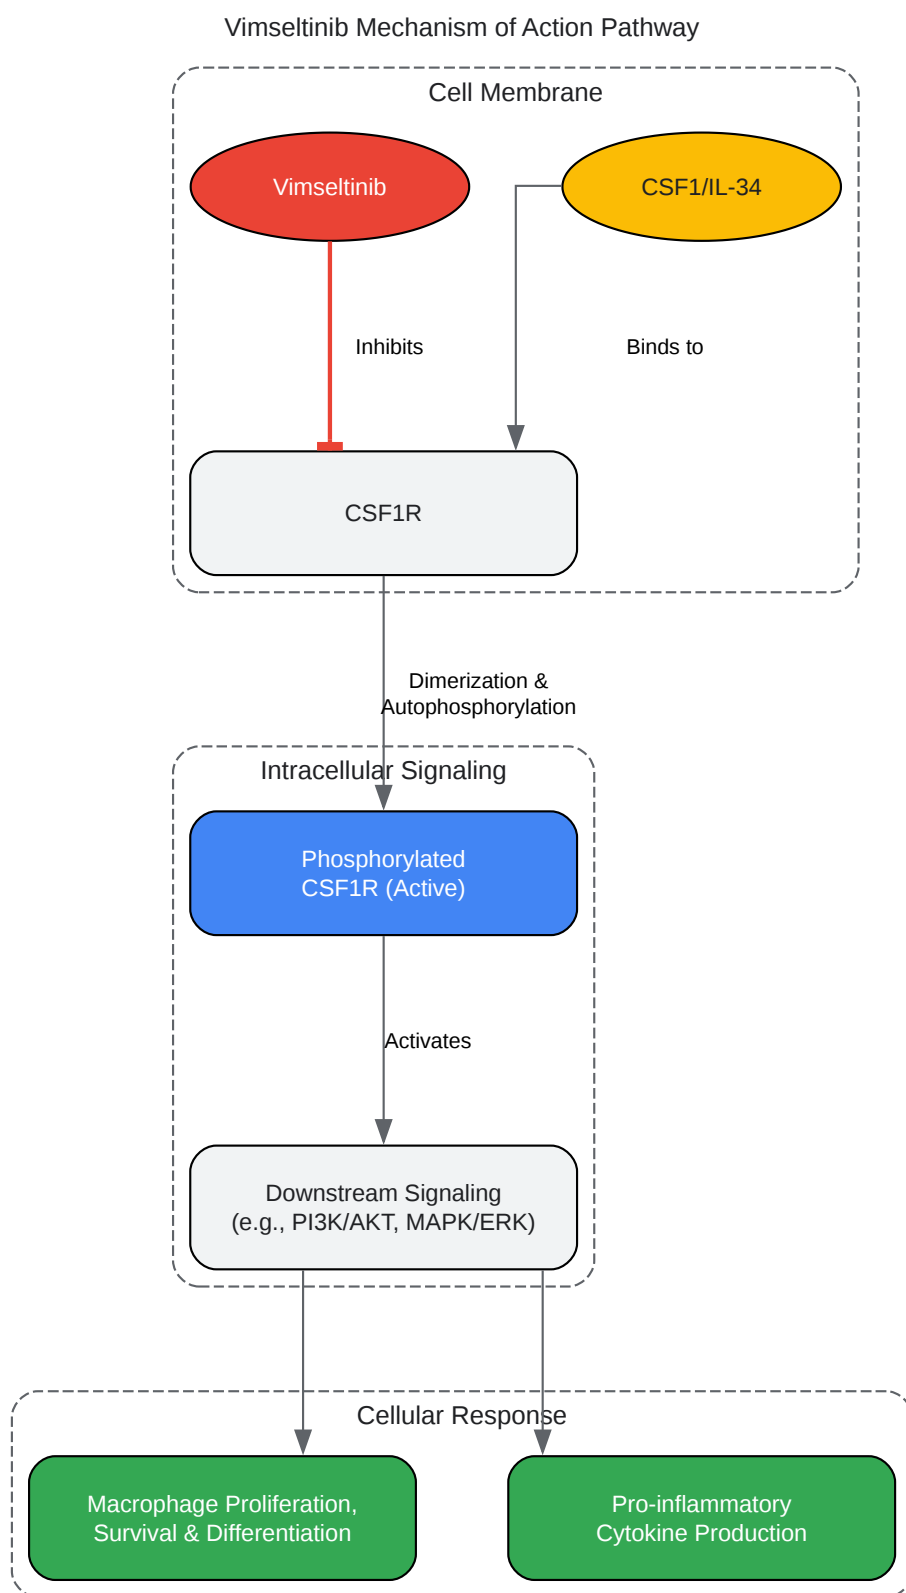 Vimseltinib Mechanism of Action Pathway
Cell Membrane
Vimseltinib
CSF1/IL-34
Inhibits
Binds to
CSF1R
Dimerization &
Autophosphorylation
Intracellular Signaling
Phosphorylated
CSF1R (Active)
Activates
Downstream Signaling
(e.g., PI3K/AKT, MAPK/ERK)
Cellular Response
Macrophage Proliferation,
Survival & Differentiation
Pro-inflammatory
Cytokine Production